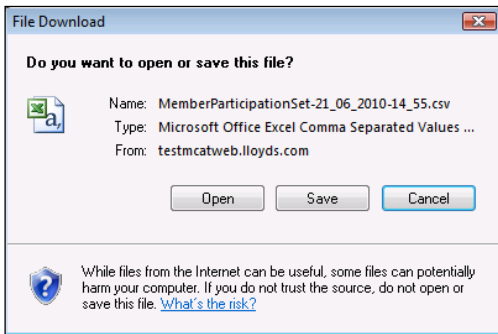 File Download
Do you want to open or save this file?
Name: MemberParticipationSet-21_06_2010-14_55.csv
Type: Microsoft Office Excel Comma Separated Values ...
From: testmcatweb.lloyds.com
Open Save Cancel
While files from the Internet can be useful, some files can potentially
harm your computer. If you do not trust the source, do not open or
save this file. What's the risk?